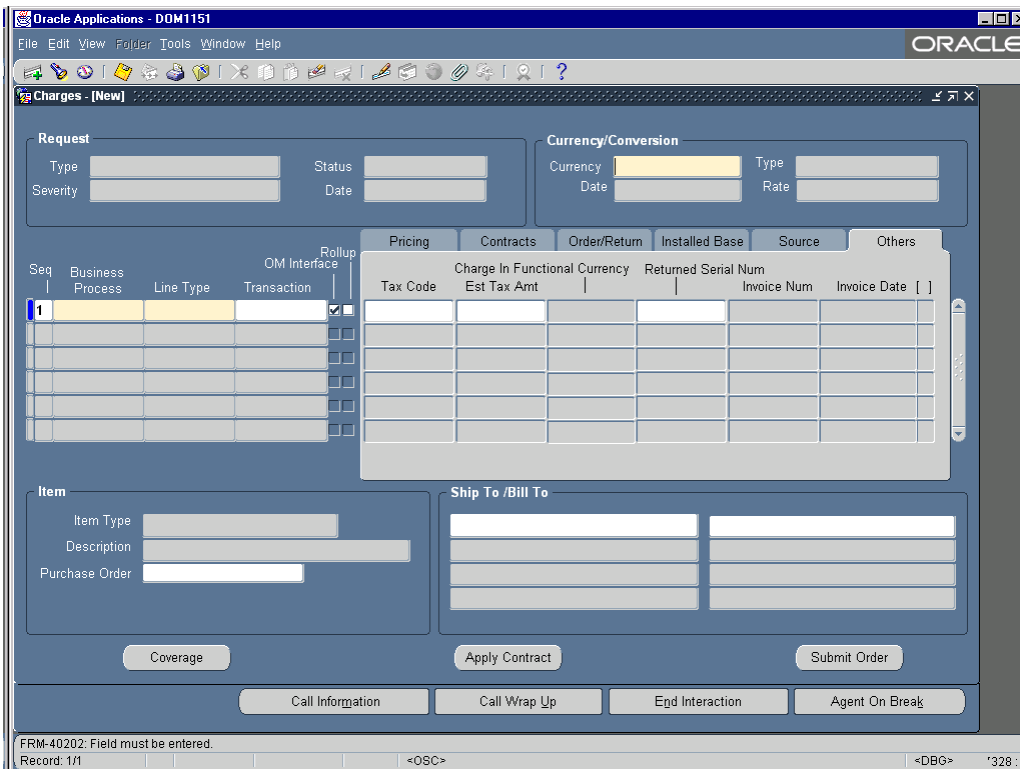 Oracle Applications - DOM1151
File Edit View Folder Tools Window Help
ORACLE
Charges - [New]
Request
Type
Status
Severity
Date
Currency/Conversion
Currency
Type
Date
Rate
Pricing Contracts Order/Return Installed Base Source Others
Rollup
OM Interface
Seq Business Process Line Type Transaction
Charge In Functional Currency Returned Serial Num
Tax Code Est Tax Amt Invoice Num Invoice Date [ ]
1
Item
Item Type
Description
Purchase Order
Ship To /Bill To
Coverage Apply Contract Submit Order
Call Information Call Wrap Up End Interaction Agent On Break
FRM-40202: Field must be entered.
Record: 1/1 <OSC> <DBG>